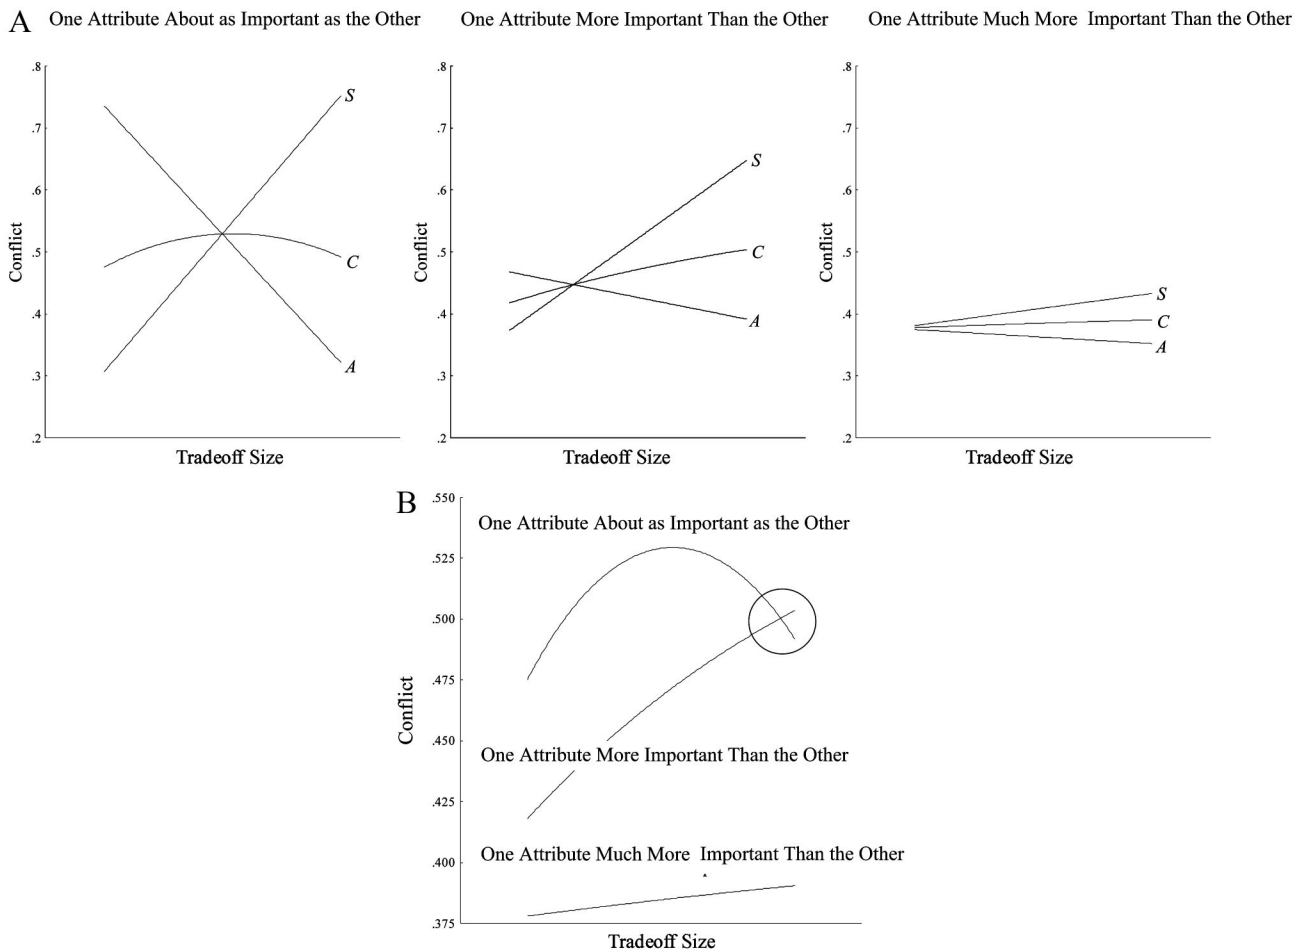 A
One Attribute About as Important as the Other
One Attribute More Important Than the Other
One Attribute Much More Important Than the Other
.8
.7
.6
.5
.4
.3
.2
Conflict
S
C
A
Tradeoff Size
.8
.7
.6
.5
.4
.3
.2
Conflict
S
C
A
Tradeoff Size
.8
.7
.6
.5
.4
.3
.2
Conflict
S
C
A
Tradeoff Size
B
.550
.525
.500
.475
.450
.425
.400
.375
Conflict
One Attribute About as Important as the Other
One Attribute More Important Than the Other
One Attribute Much More Important Than the Other
Tradeoff Size